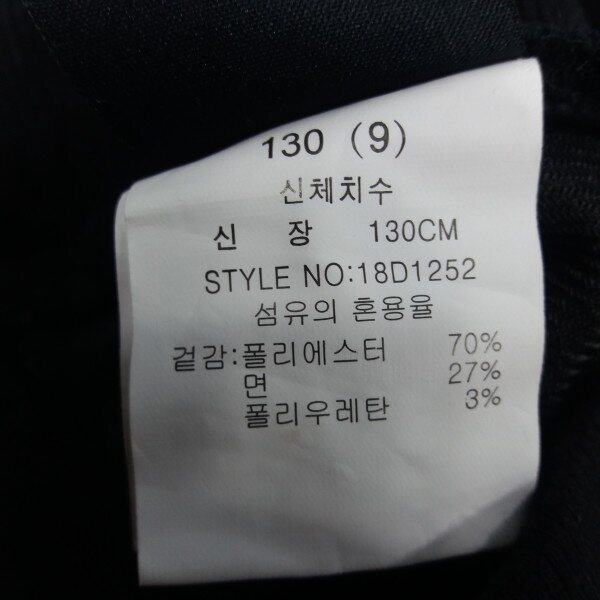 130 (9)
신체치수
신 장 130CM
STYLE NO:18D1252
섬유의 혼용율
겉감:폴리에스터 70%
면 27%
폴리우레탄 3%